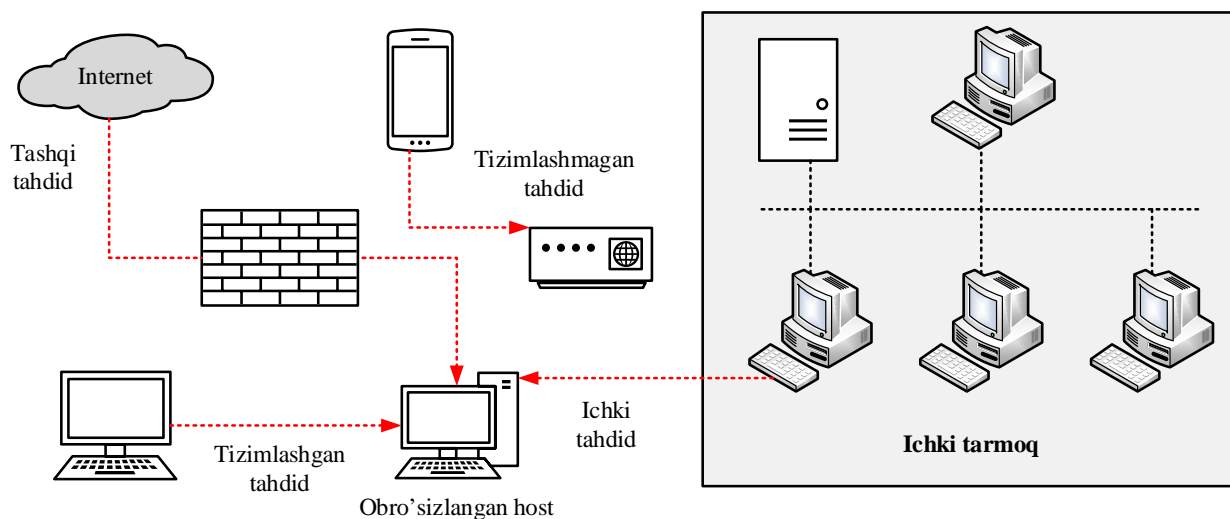 Internet
Tashqi
tahdid
Tizimlashmagan
tahdid
Tizimlashgan
tahdid
Obro’sizlangan host
Ichki
tahdid
Ichki tarmoq